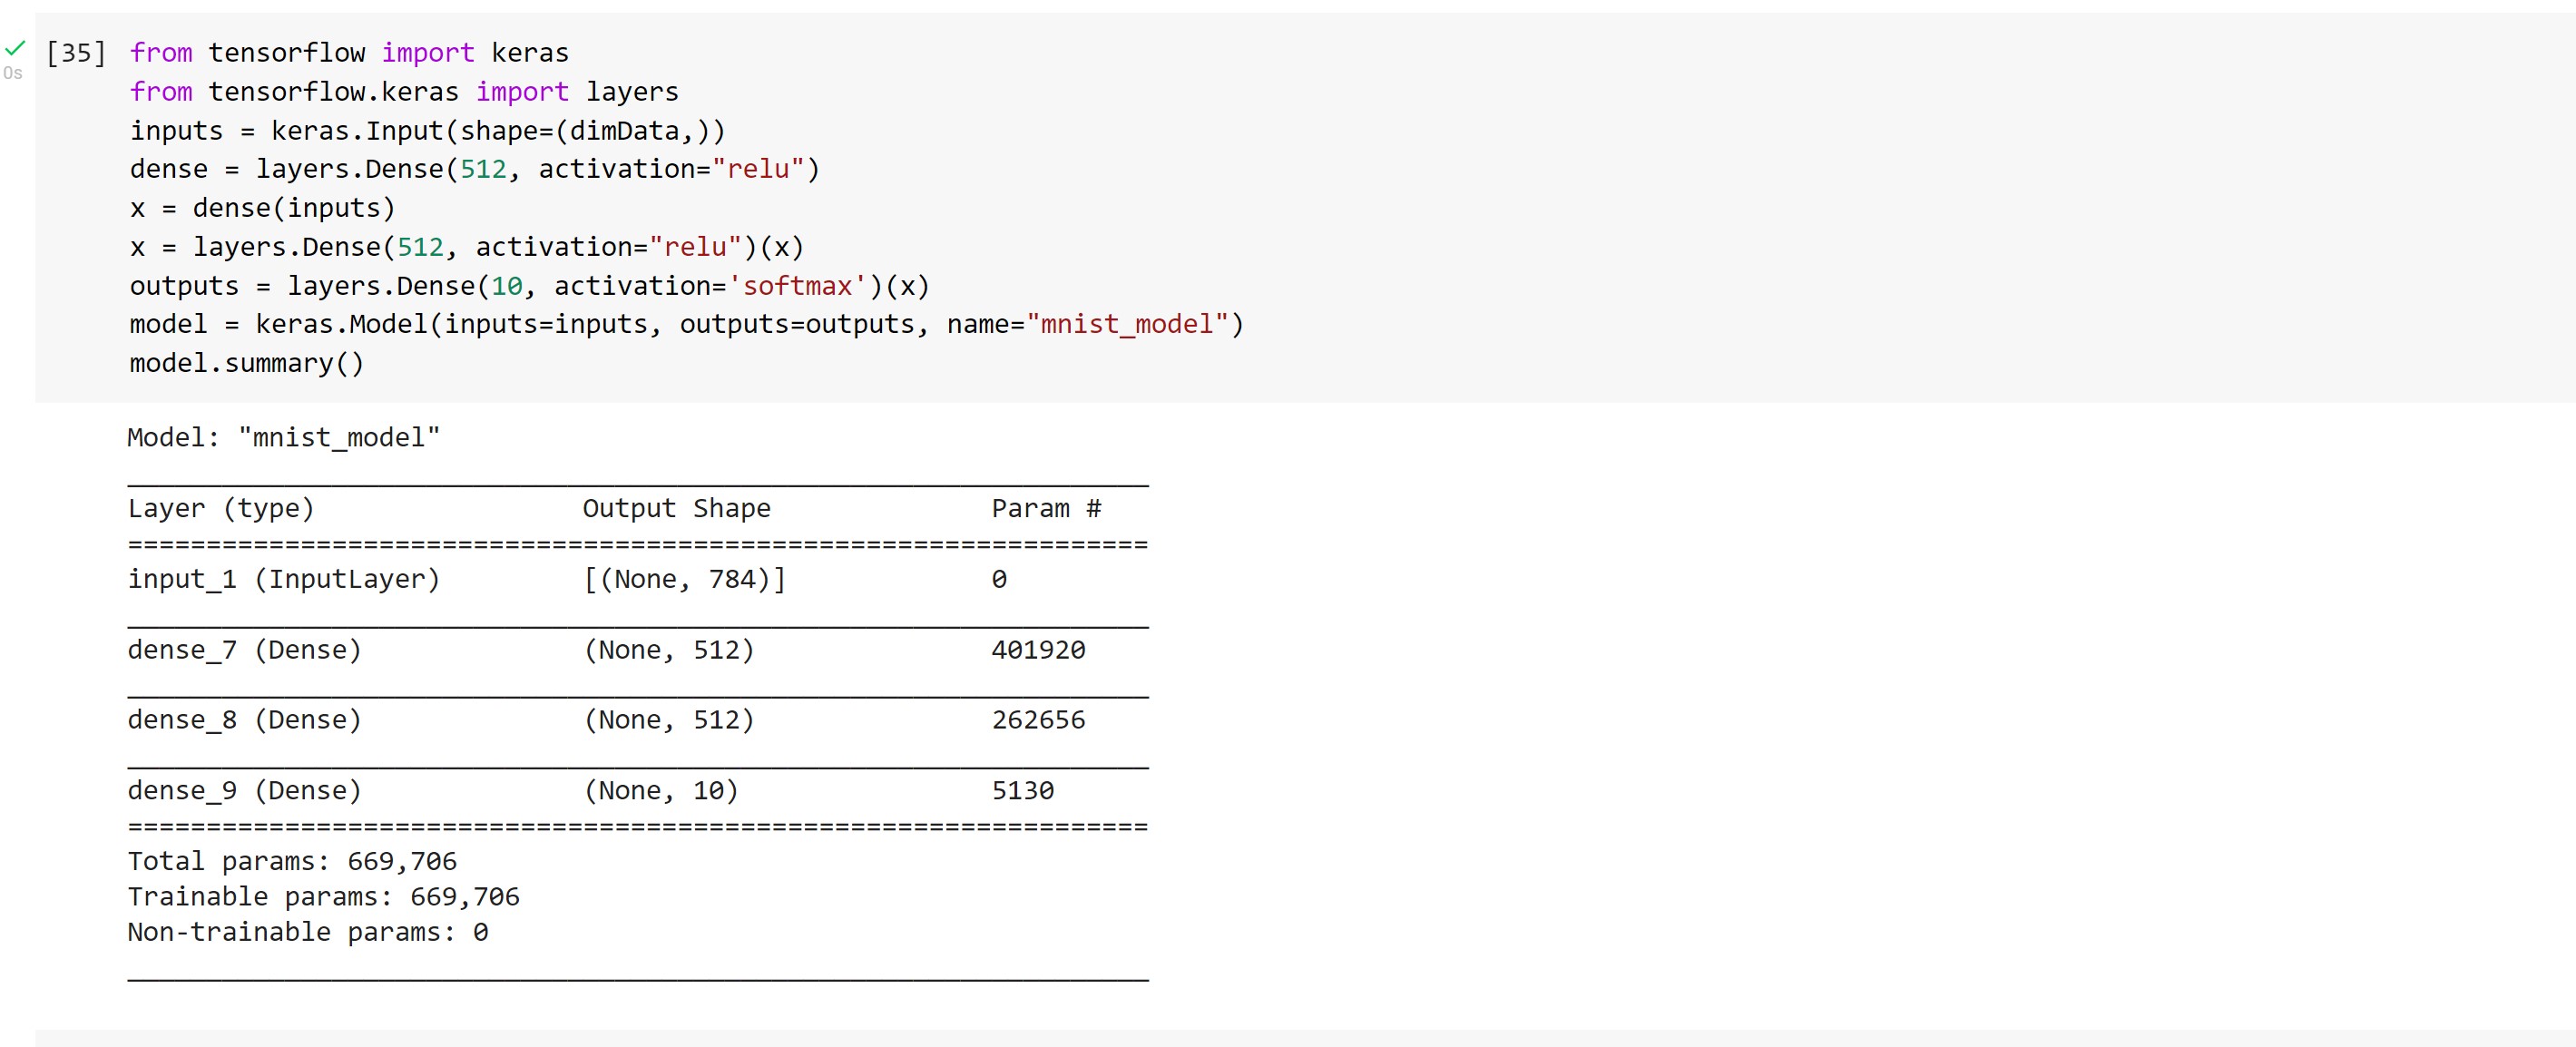 [35] from tensorflow import keras
0s
from tensorflow.keras import layers
inputs = keras.Input(shape=(dimData,))
dense = layers.Dense(512, activation="relu")
x = dense(inputs)
x = layers.Dense(512, activation="relu")(x)
outputs = layers.Dense(10, activation='softmax')(x)
model = keras.Model(inputs=inputs, outputs=outputs, name="mnist_model")
model.summary()
Model: "mnist_model"
_________________________________________________________________
Layer (type)                 Output Shape              Param #
=================================================================
input_1 (InputLayer)         [(None, 784)]             0
_________________________________________________________________
dense_7 (Dense)              (None, 512)               401920
_________________________________________________________________
dense_8 (Dense)              (None, 512)               262656
_________________________________________________________________
dense_9 (Dense)              (None, 10)                5130
=================================================================
Total params: 669,706
Trainable params: 669,706
Non-trainable params: 0
_________________________________________________________________